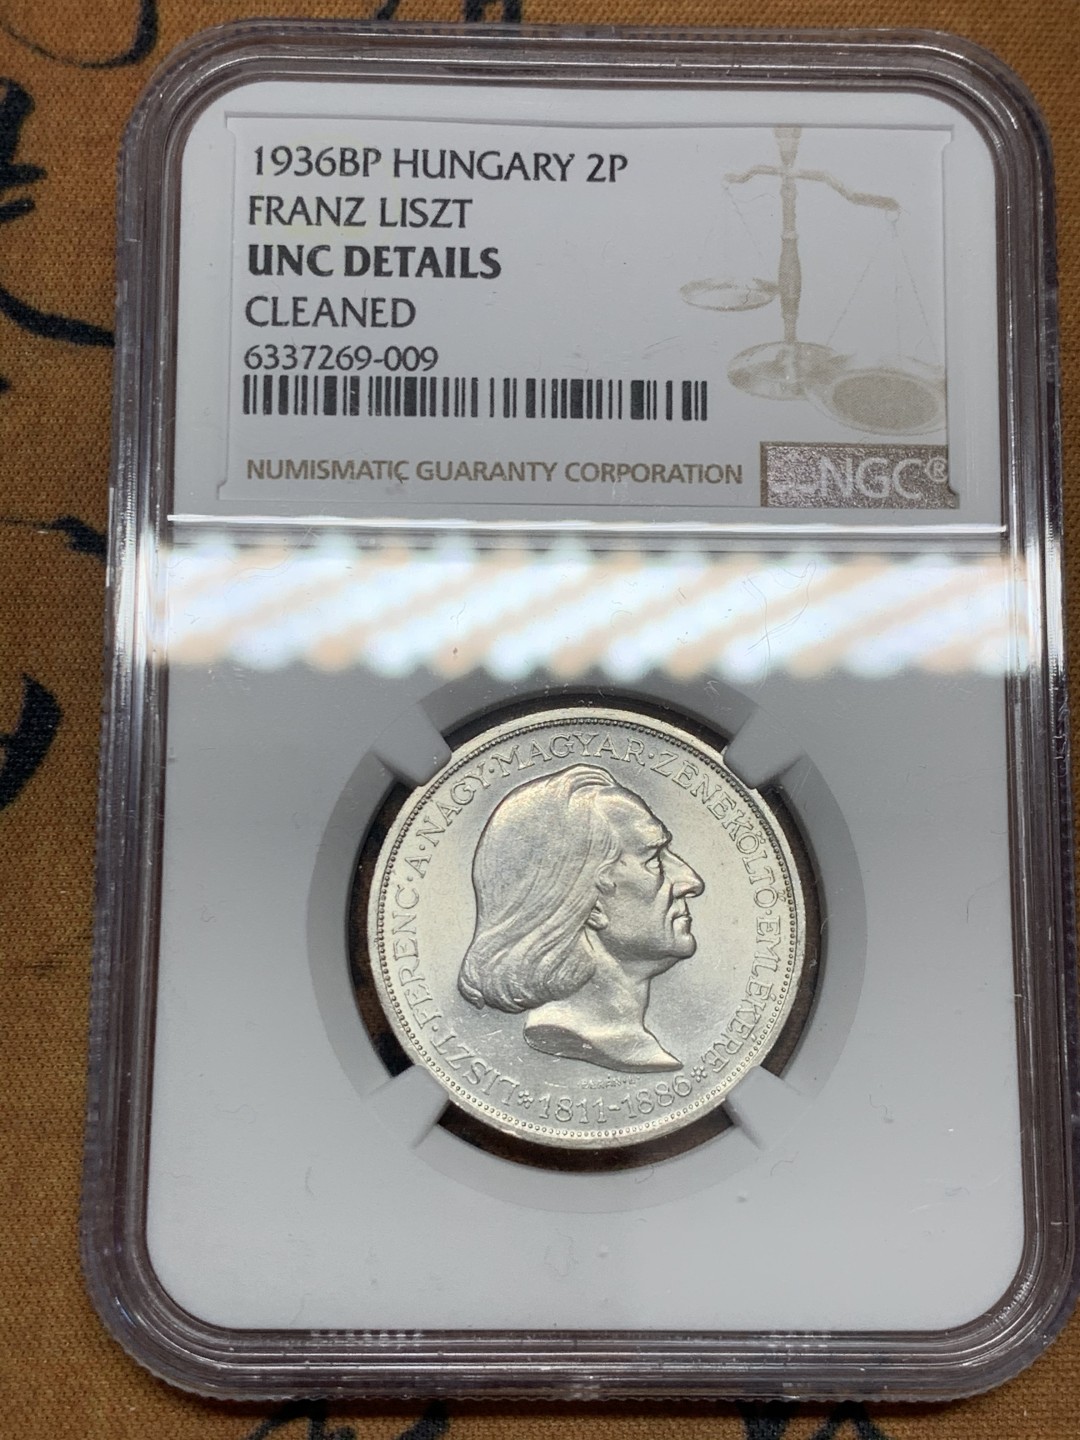 1936BP HUNGARY 2P
FRANZ LISZT
UNC DETAILS
CLEANED
6337269-009
NUMISMATIC GUARANTY CORPORATION
NGC®
LISZT·FERENC·A·NAGY·MAGYAR·ZENEKÖLTŐ·EMLÉKÉRE
*1811-1886*